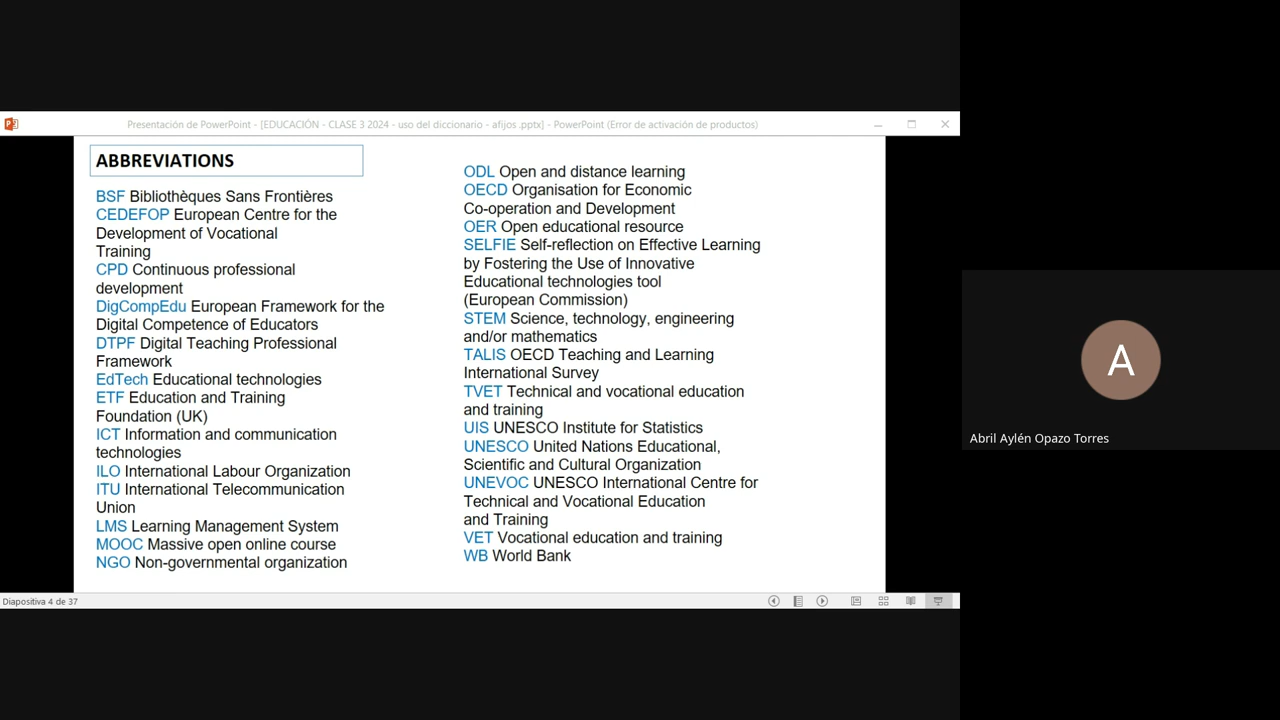 Presentación de PowerPoint - [EDUCACIÓN - CLASE 3 2024 - uso del diccionario - afijos .pptx] - PowerPoint (Error de activación de productos)
ABBREVIATIONS
BSF Bibliothèques Sans Frontières
CEDEFOP European Centre for the
Development of Vocational
Training
CPD Continuous professional
development
DigCompEdu European Framework for the
Digital Competence of Educators
DTPF Digital Teaching Professional
Framework
EdTech Educational technologies
ETF Education and Training
Foundation (UK)
ICT Information and communication
technologies
ILO International Labour Organization
ITU International Telecommunication
Union
LMS Learning Management System
MOOC Massive open online course
NGO Non-governmental organization
ODL Open and distance learning
OECD Organisation for Economic
Co-operation and Development
OER Open educational resource
SELFIE Self-reflection on Effective Learning
by Fostering the Use of Innovative
Educational technologies tool
(European Commission)
STEM Science, technology, engineering
and/or mathematics
TALIS OECD Teaching and Learning
International Survey
TVET Technical and vocational education
and training
UIS UNESCO Institute for Statistics
UNESCO United Nations Educational,
Scientific and Cultural Organization
UNEVOC UNESCO International Centre for
Technical and Vocational Education
and Training
VET Vocational education and training
WB World Bank
Diapositiva 4 de 37
A
Abril Aylén Opazo Torres